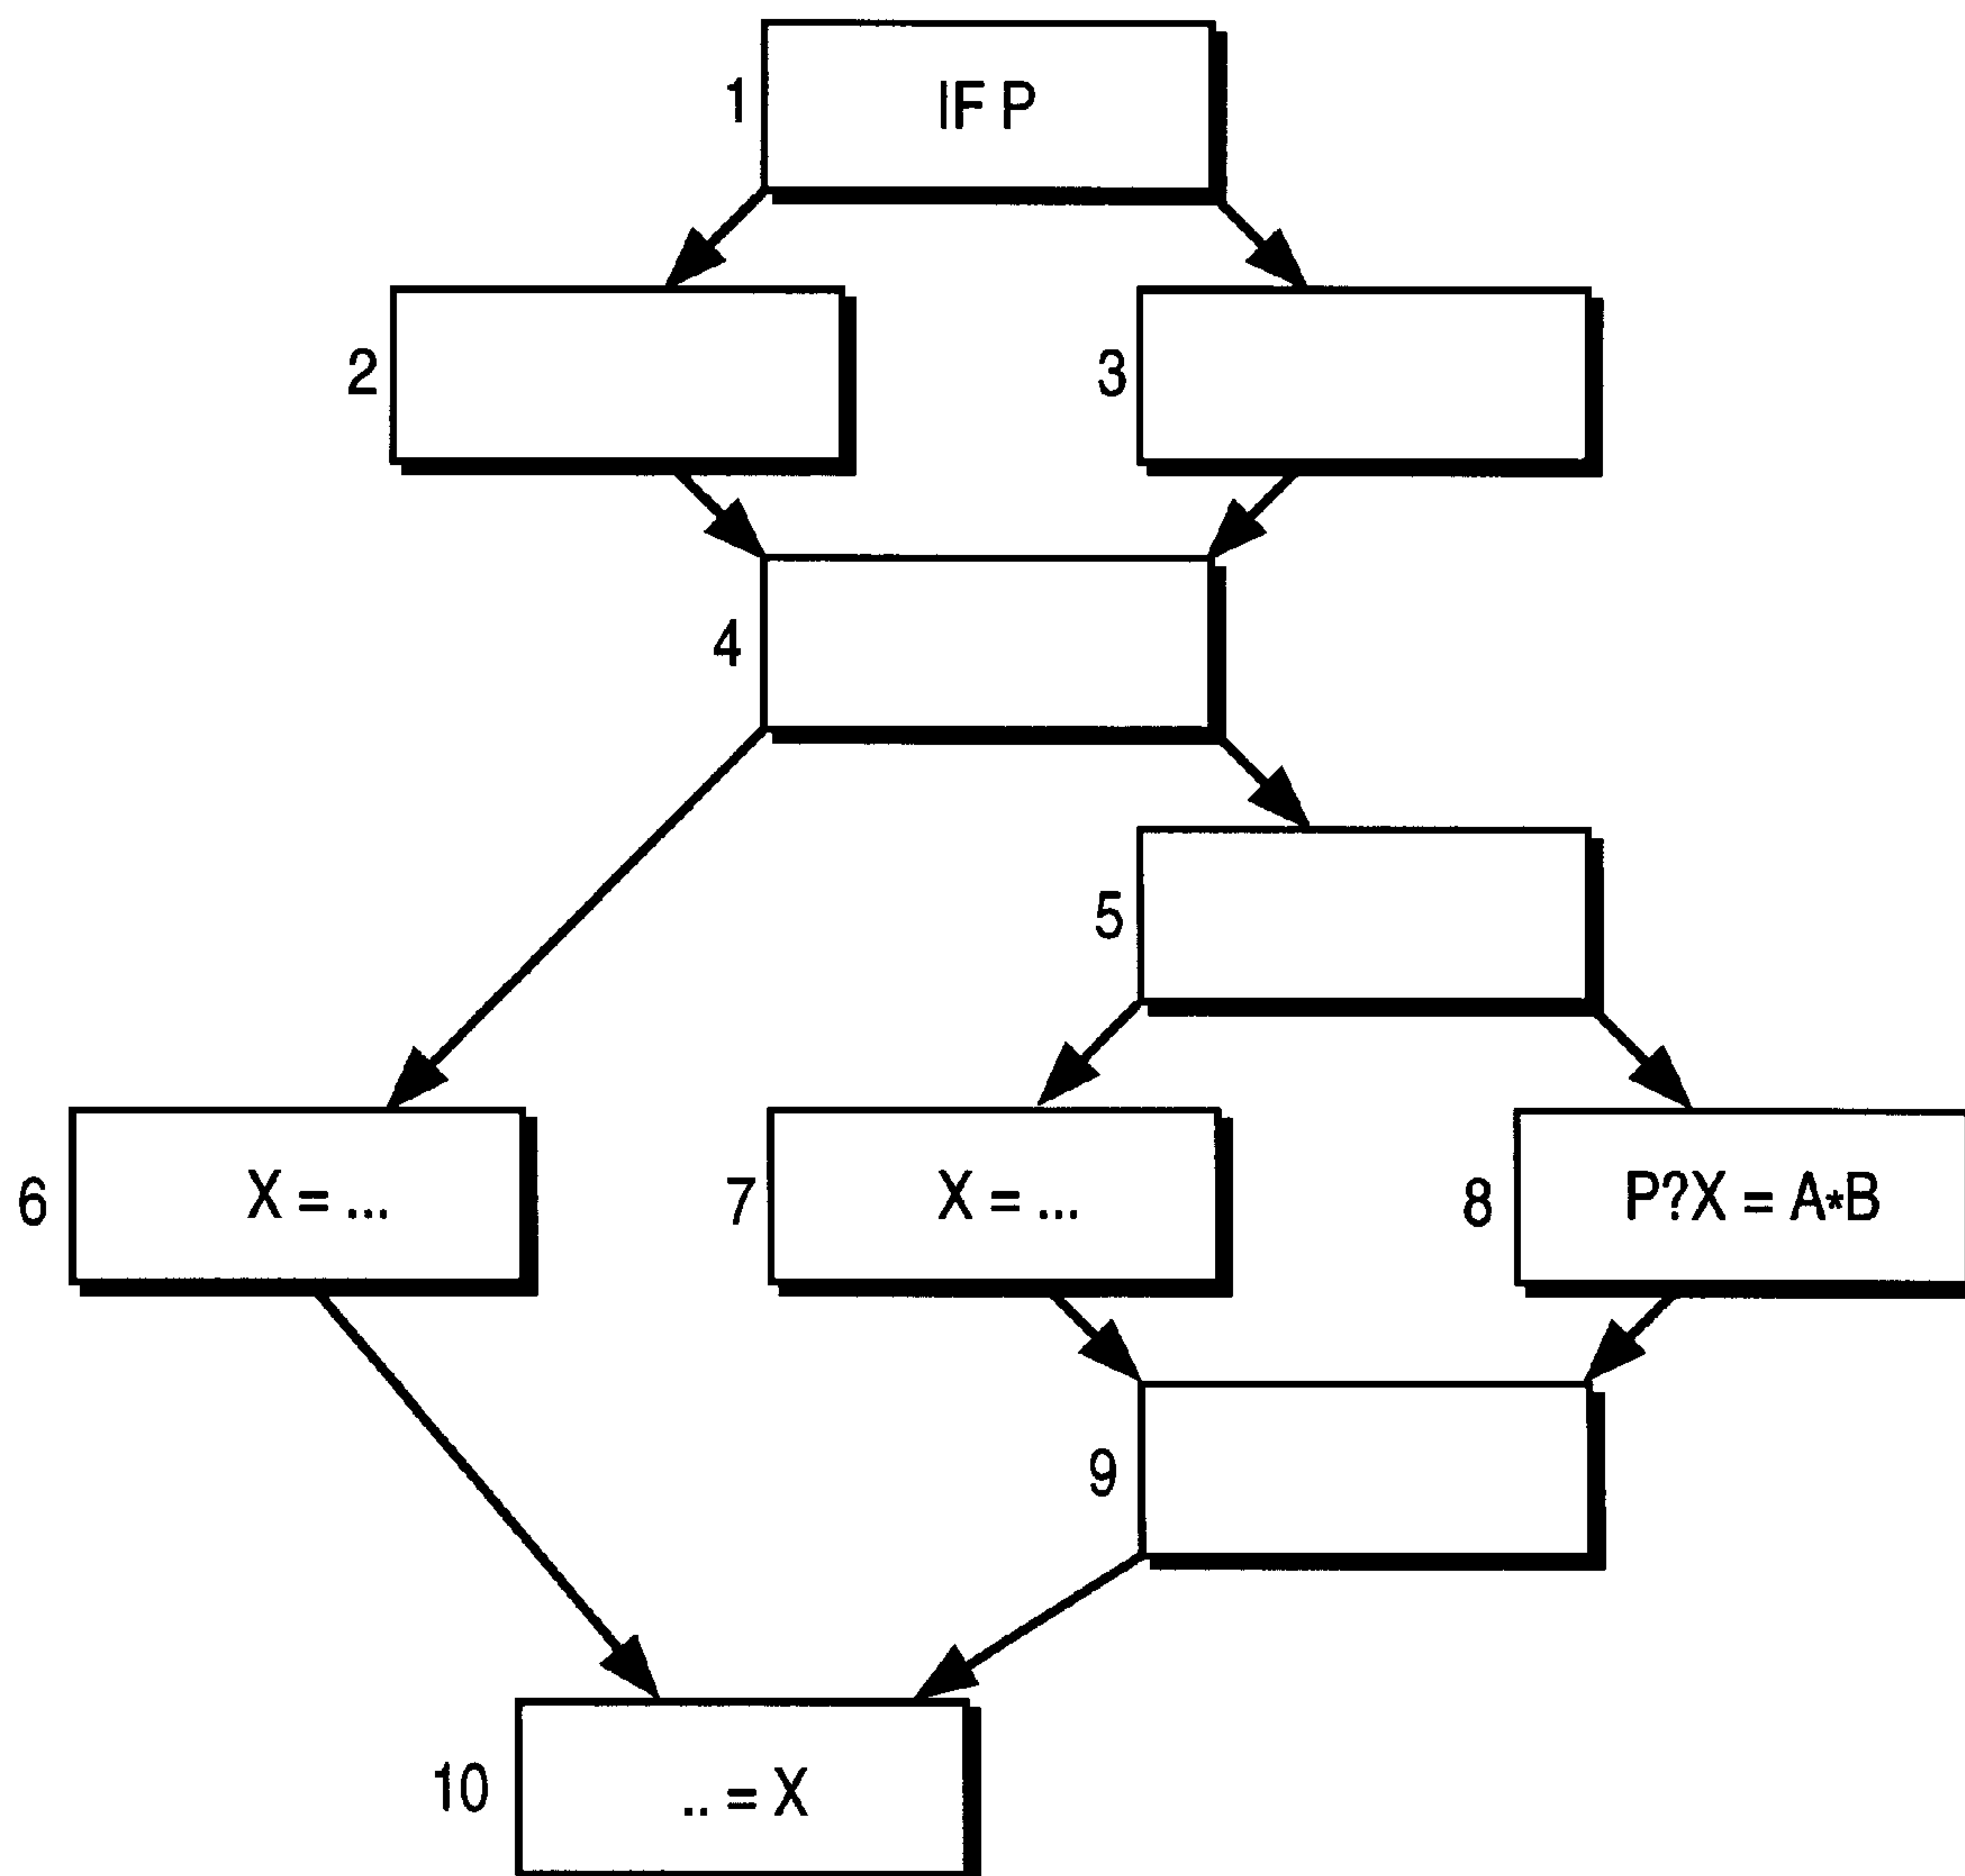 1
IF P
2
3
4
5
6
X = ...
7
X = ...
8
P?X = A*B
9
10
.. = X